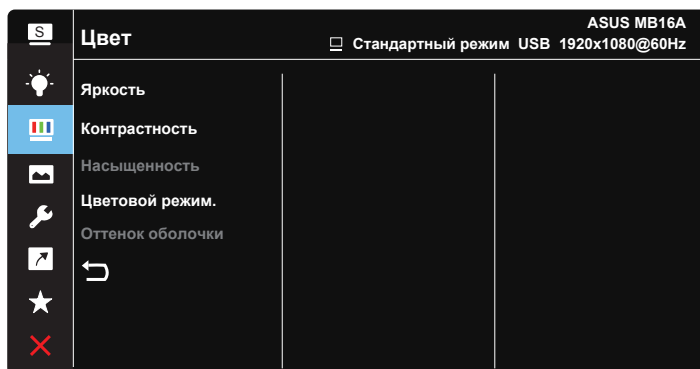 S
ASUS MB16A
Цвет
Стандартный режим USB 1920x1080@60Hz
Яркость
Контрастность
Насыщенность
Цветовой режим.
Оттенок оболочки